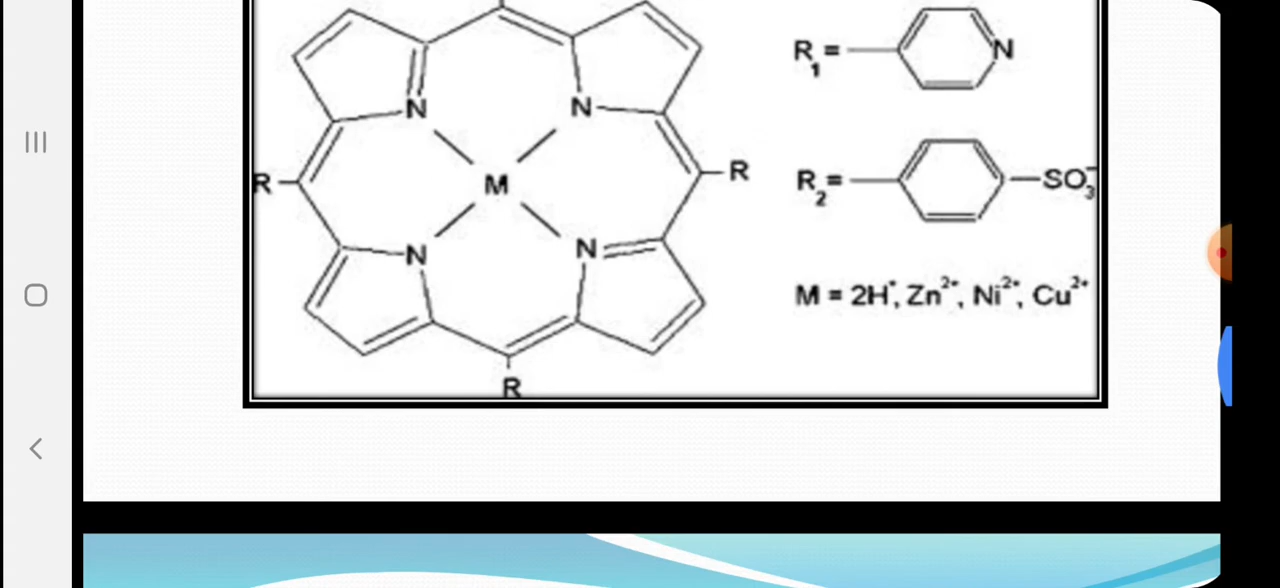 N
N
R₁ =
N
R
M
R
R₂ =
SO₃⁻
N
N
M = 2H⁺, Zn²⁺, Ni²⁺, Cu²⁺
R